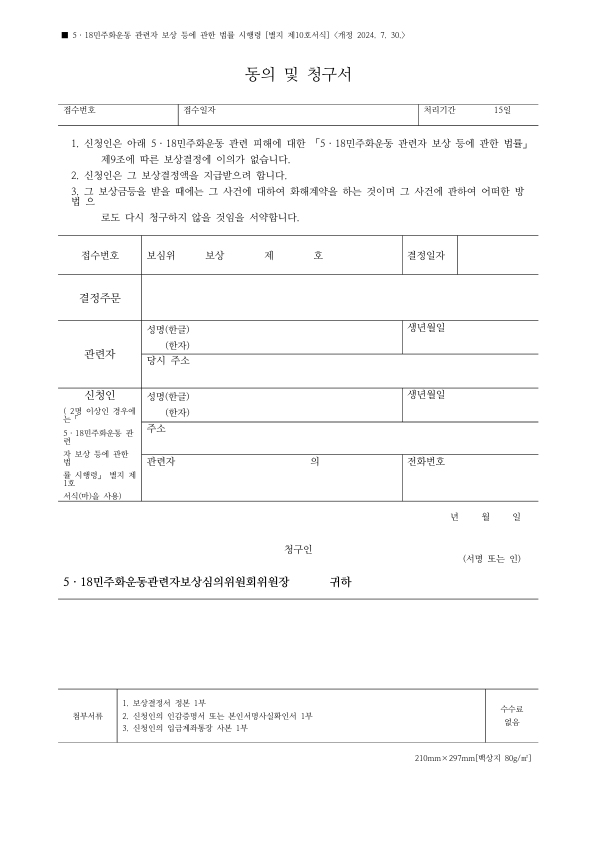 ■ 5ㆍ18민주화운동 관련자 보상 등에 관한 법률 시행령 [별지 제10호서식] <개정 2024. 7. 30.>
동의 및 청구서
접수번호 접수일자 처리기간 15일
1. 신청인은 아래 5ㆍ18민주화운동 관련 피해에 대한 「5ㆍ18민주화운동 관련자 보상 등에 관한 법률」
제9조에 따른 보상결정에 이의가 없습니다.
2. 신청인은 그 보상결정액을 지급받으려 합니다.
3. 그 보상금등을 받을 때에는 그 사건에 대하여 화해계약을 하는 것이며 그 사건에 관하여 어떠한 방
법 으
로도 다시 청구하지 않을 것임을 서약합니다.
접수번호 보심위 보상 제 호 결정일자
결정주문
관련자
성명(한글) 생년월일
(한자)
당시 주소
신청인
( 2명 이상인 경우에
는「
5ㆍ18민주화운동 관
련
자 보상 등에 관한
법
률 시행령」 별지 제
1호
서식(마)을 사용)
성명(한글) 생년월일
(한자)
주소
관련자 의 전화번호
년 월 일
청구인
(서명 또는 인)
5ㆍ18민주화운동관련자보상심의위원회위원장 귀하
첨부서류
1. 보상결정서 정본 1부
2. 신청인의 인감증명서 또는 본인서명사실확인서 1부
3. 신청인의 입금계좌통장 사본 1부
수수료
없음
210mm×297mm[백상지 80g/㎡]